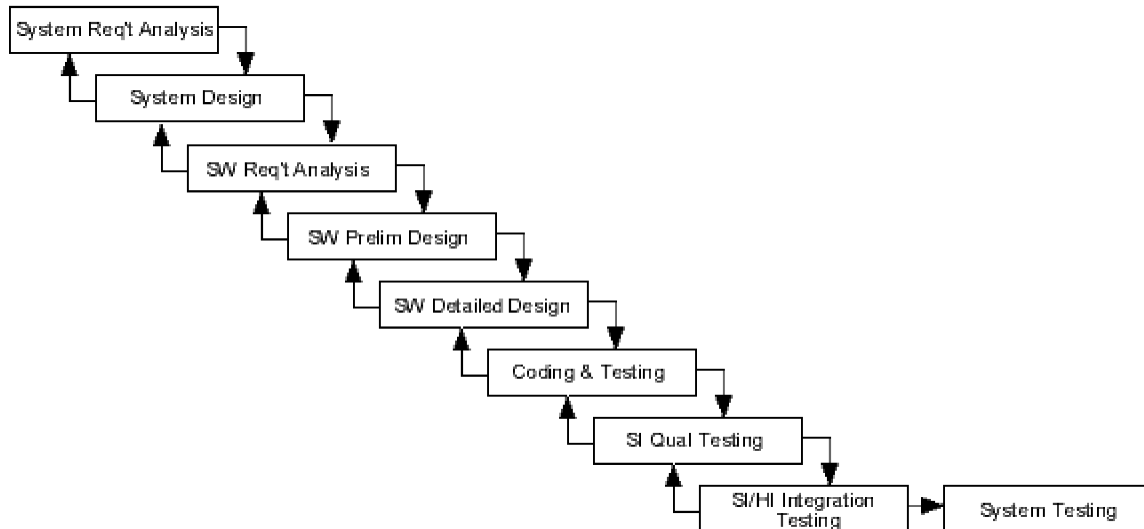 System Req't Analysis
System Design
SW Req't Analysis
SW Prelim Design
SW Detailed Design
Coding & Testing
SI Qual Testing
SI/HI Integration
Testing
System Testing